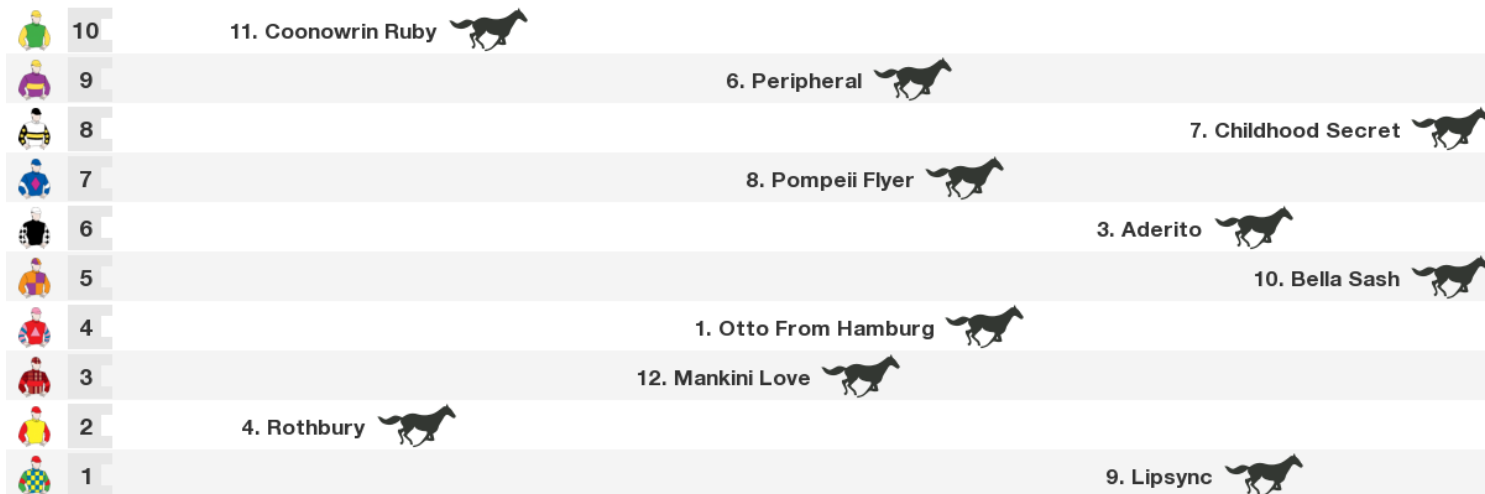 10 11. Coonowrin Ruby
9 6. Peripheral
8 7. Childhood Secret
7 8. Pompeii Flyer
6 3. Aderito
5 10. Bella Sash
4 1. Otto From Hamburg
3 12. Mankini Love
2 4. Rothbury
1 9. Lipsync